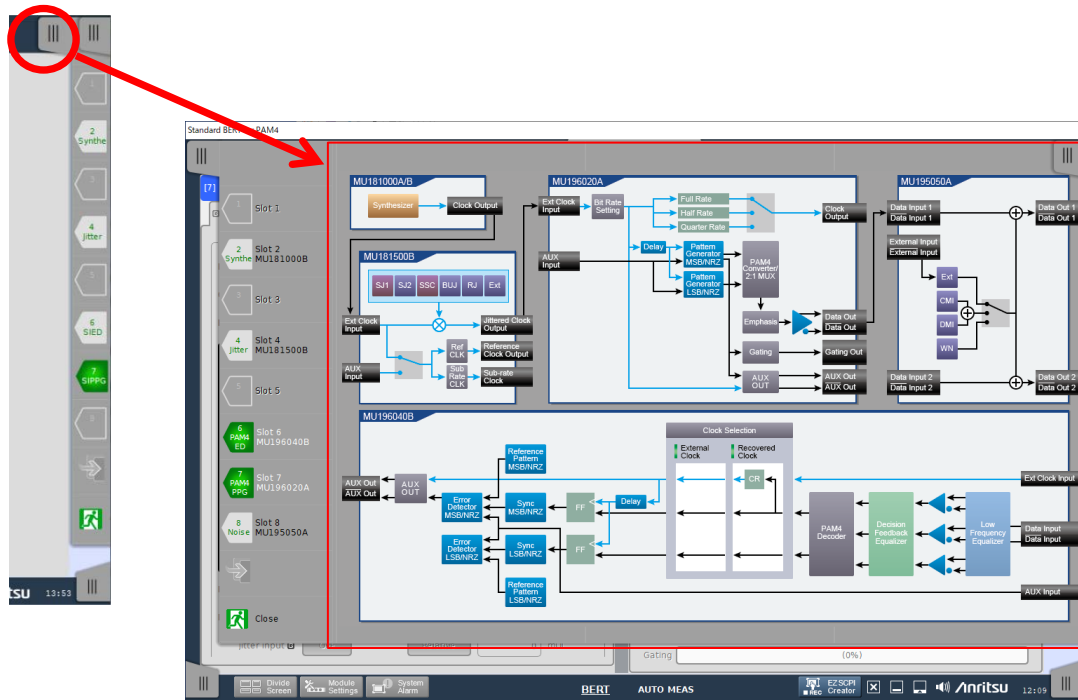 1
2
Synthe
3
4
Jitter
5
6
SIED
7
SIPPG
tsu 13:53
Standard BERT PAM4
[7]
1
Slot 1
2
Synthe
Slot 2
MU181000B
3
Slot 3
4
Jitter
Slot 4
MU181500B
5
Slot 5
6
PAM4
ED
Slot 6
MU196040B
7
PAM4
PPG
Slot 7
MU196020A
8
Noise
Slot 8
MU195050A
Close
MU181000A/B
Synthesizer
Clock Output
MU181500B
SJ1
SJ2
SSC
BUJ
RJ
Ext
Ext Clock
Input
Jittered Clock
Output
AUX
Input
Ref
CLK
Reference
Clock Output
Sub
Rate
CLK
Sub-rate
Clock
MU196020A
Ext Clock
Input
Bit Rate
Setting
Full Rate
Half Rate
Quarter Rate
Clock
Output
AUX
Input
Delay
Pattern
Generator
MSB/NRZ
Pattern
Generator
LSB/NRZ
PAM4
Converter/
2:1 MUX
Emphasis
Data Out
Data Out
Gating
Gating Out
AUX
OUT
AUX Out
AUX Out
MU195050A
Data Input 1
Data Input 1
Data Out 1
Data Out 1
External Input
External Input
Ext
CMI
DMI
WN
Data Input 2
Data Input 2
Data Out 2
Data Out 2
MU196040B
AUX Out
AUX Out
AUX
OUT
Reference
Pattern
MSB/NRZ
Error
Detector
MSB/NRZ
Sync
MSB/NRZ
FF
Delay
Error
Detector
LSB/NRZ
Sync
LSB/NRZ
FF
Reference
Pattern
LSB/NRZ
Clock Selection
External
Clock
Recovered
Clock
CR
PAM4
Decoder
Decision
Feedback
Equalizer
Low
Frequency
Equalizer
Ext Clock Input
Data Input
Data Input
AUX Input
Gating
(0%)
Divide
Screen
Module
Settings
System
Alarm
BERT
AUTO MEAS
REC
EZSCPI
Creator
Anritsu
12:09